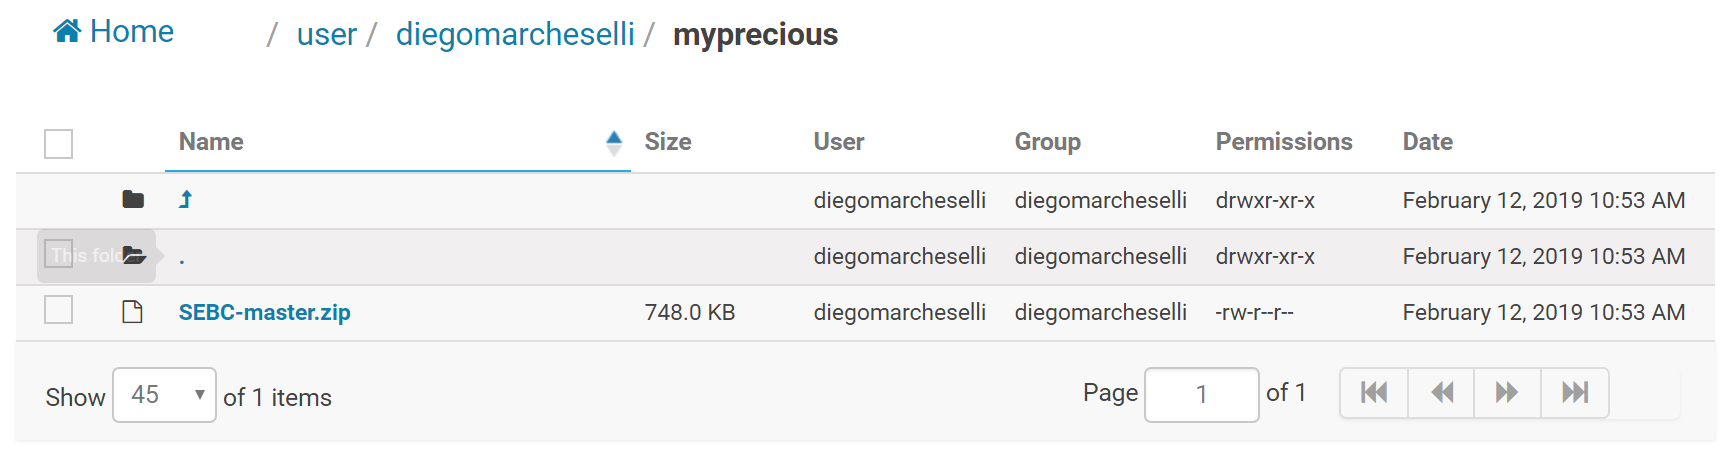 Home / user / diegomarcheselli / myprecious
Name Size User Group Permissions Date
diegomarcheselli diegomarcheselli drwxr-xr-x February 12, 2019 10:53 AM
This folder . diegomarcheselli diegomarcheselli drwxr-xr-x February 12, 2019 10:53 AM
SEBC-master.zip 748.0 KB diegomarcheselli diegomarcheselli -rw-r--r-- February 12, 2019 10:53 AM
Show 45 of 1 items Page 1 of 1